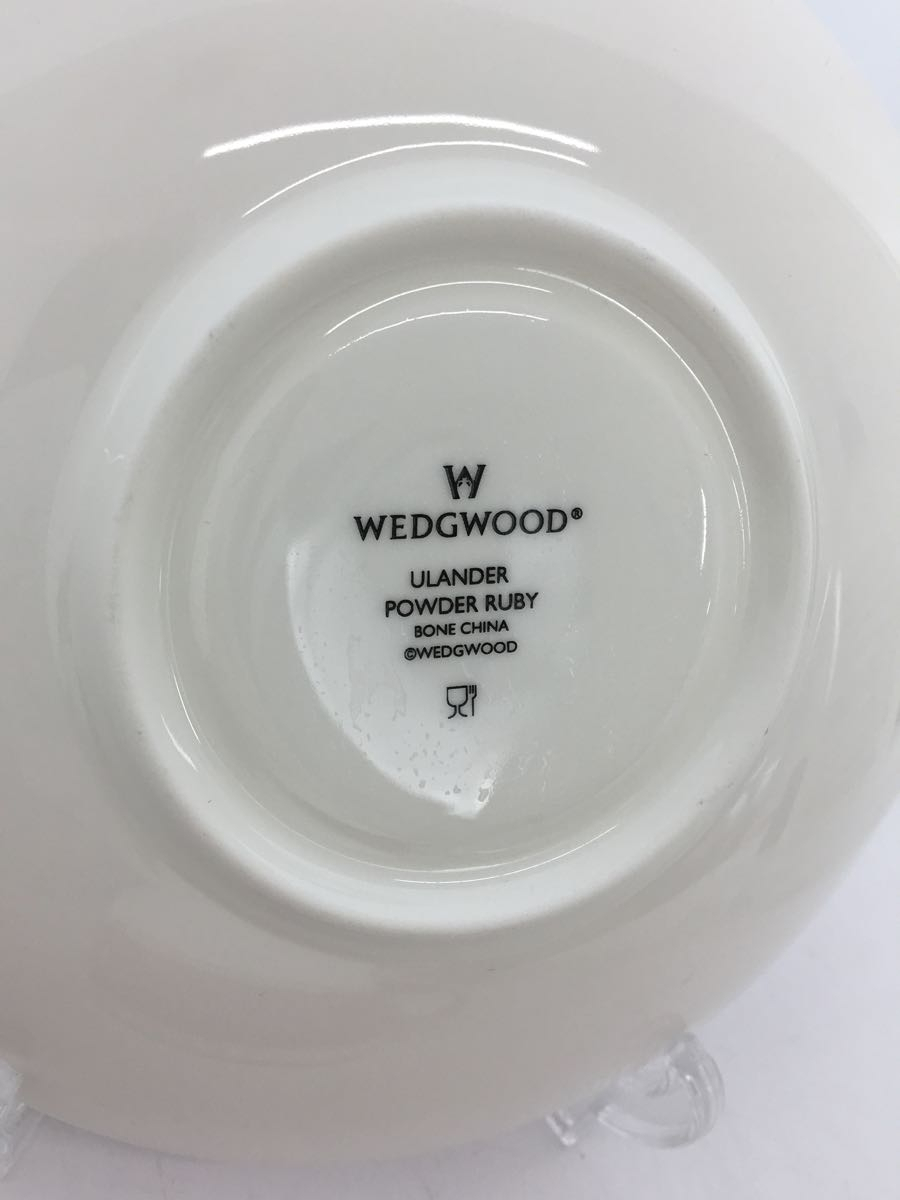 W
WEDGWOOD®
ULANDER
POWDER RUBY
BONE CHINA
©WEDGWOOD